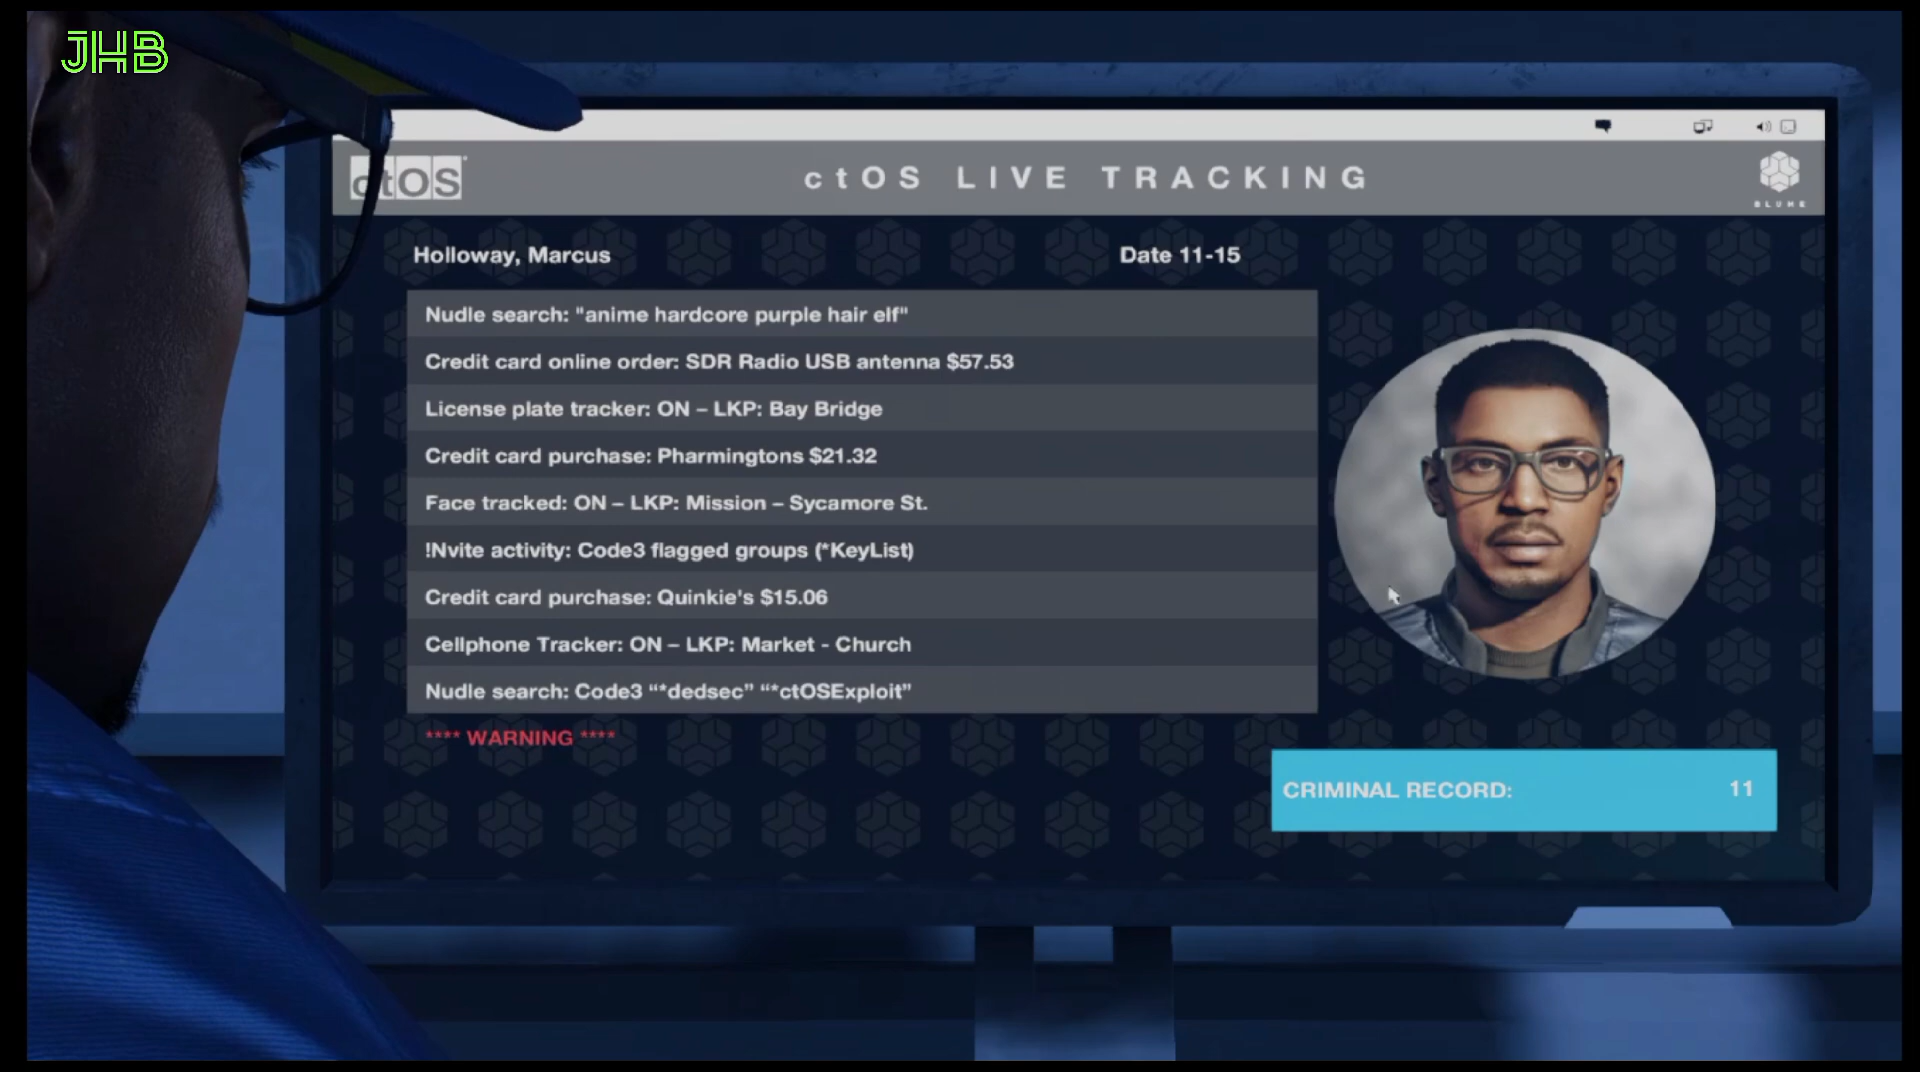 JHB
ctOS
ctOS LIVE TRACKING
BLUME
Holloway, Marcus
Date 11-15
Nudle search: "anime hardcore purple hair elf"
Credit card online order: SDR Radio USB antenna $57.53
License plate tracker: ON – LKP: Bay Bridge
Credit card purchase: Pharmingtons $21.32
Face tracked: ON – LKP: Mission – Sycamore St.
!Nvite activity: Code3 flagged groups (*KeyList)
Credit card purchase: Quinkie's $15.06
Cellphone Tracker: ON – LKP: Market - Church
Nudle search: Code3 “*dedsec” “*ctOSExploit”
**** WARNING ****
CRIMINAL RECORD: 11